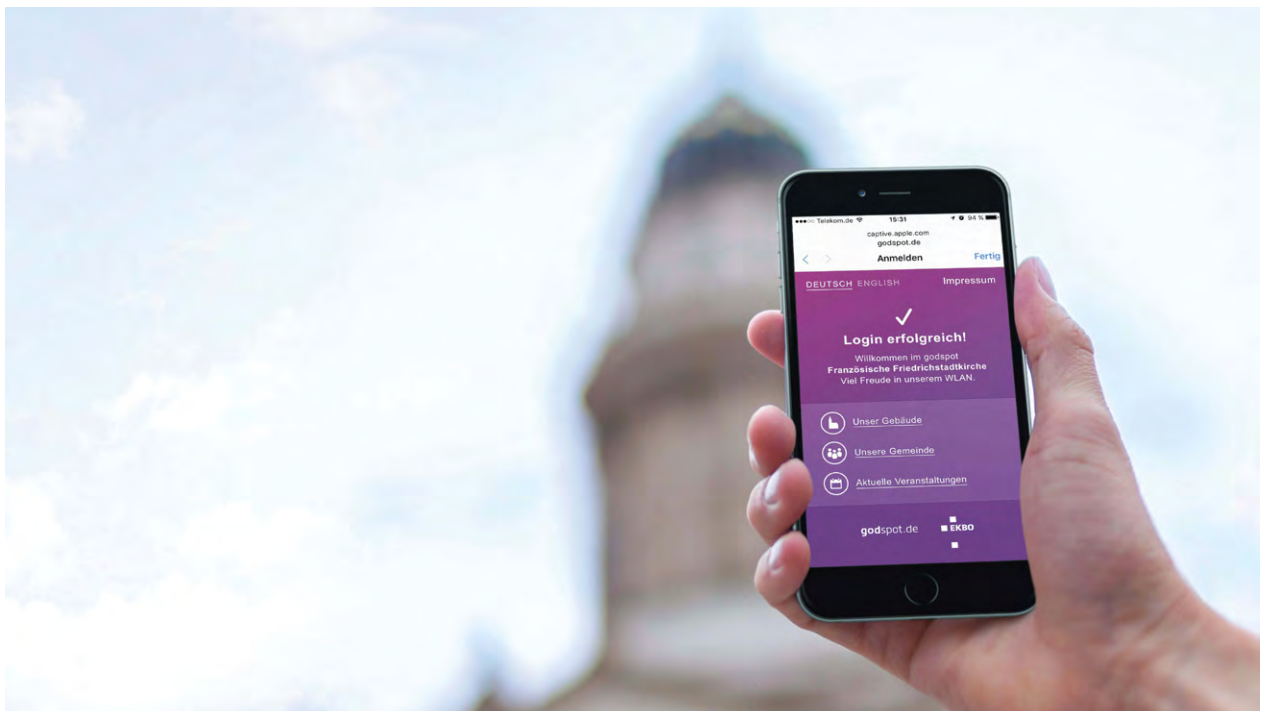 Telekom.de 15:31 94 %
captive.apple.com
godspot.de
Anmelden Fertig
DEUTSCH ENGLISH Impressum
Login erfolgreich!
Willkommen im godspot
Französische Friedrichstadtkirche
Viel Freude in unserem WLAN.
Unser Gebäude
Unsere Gemeinde
Aktuelle Veranstaltungen
godspot.de EKBO